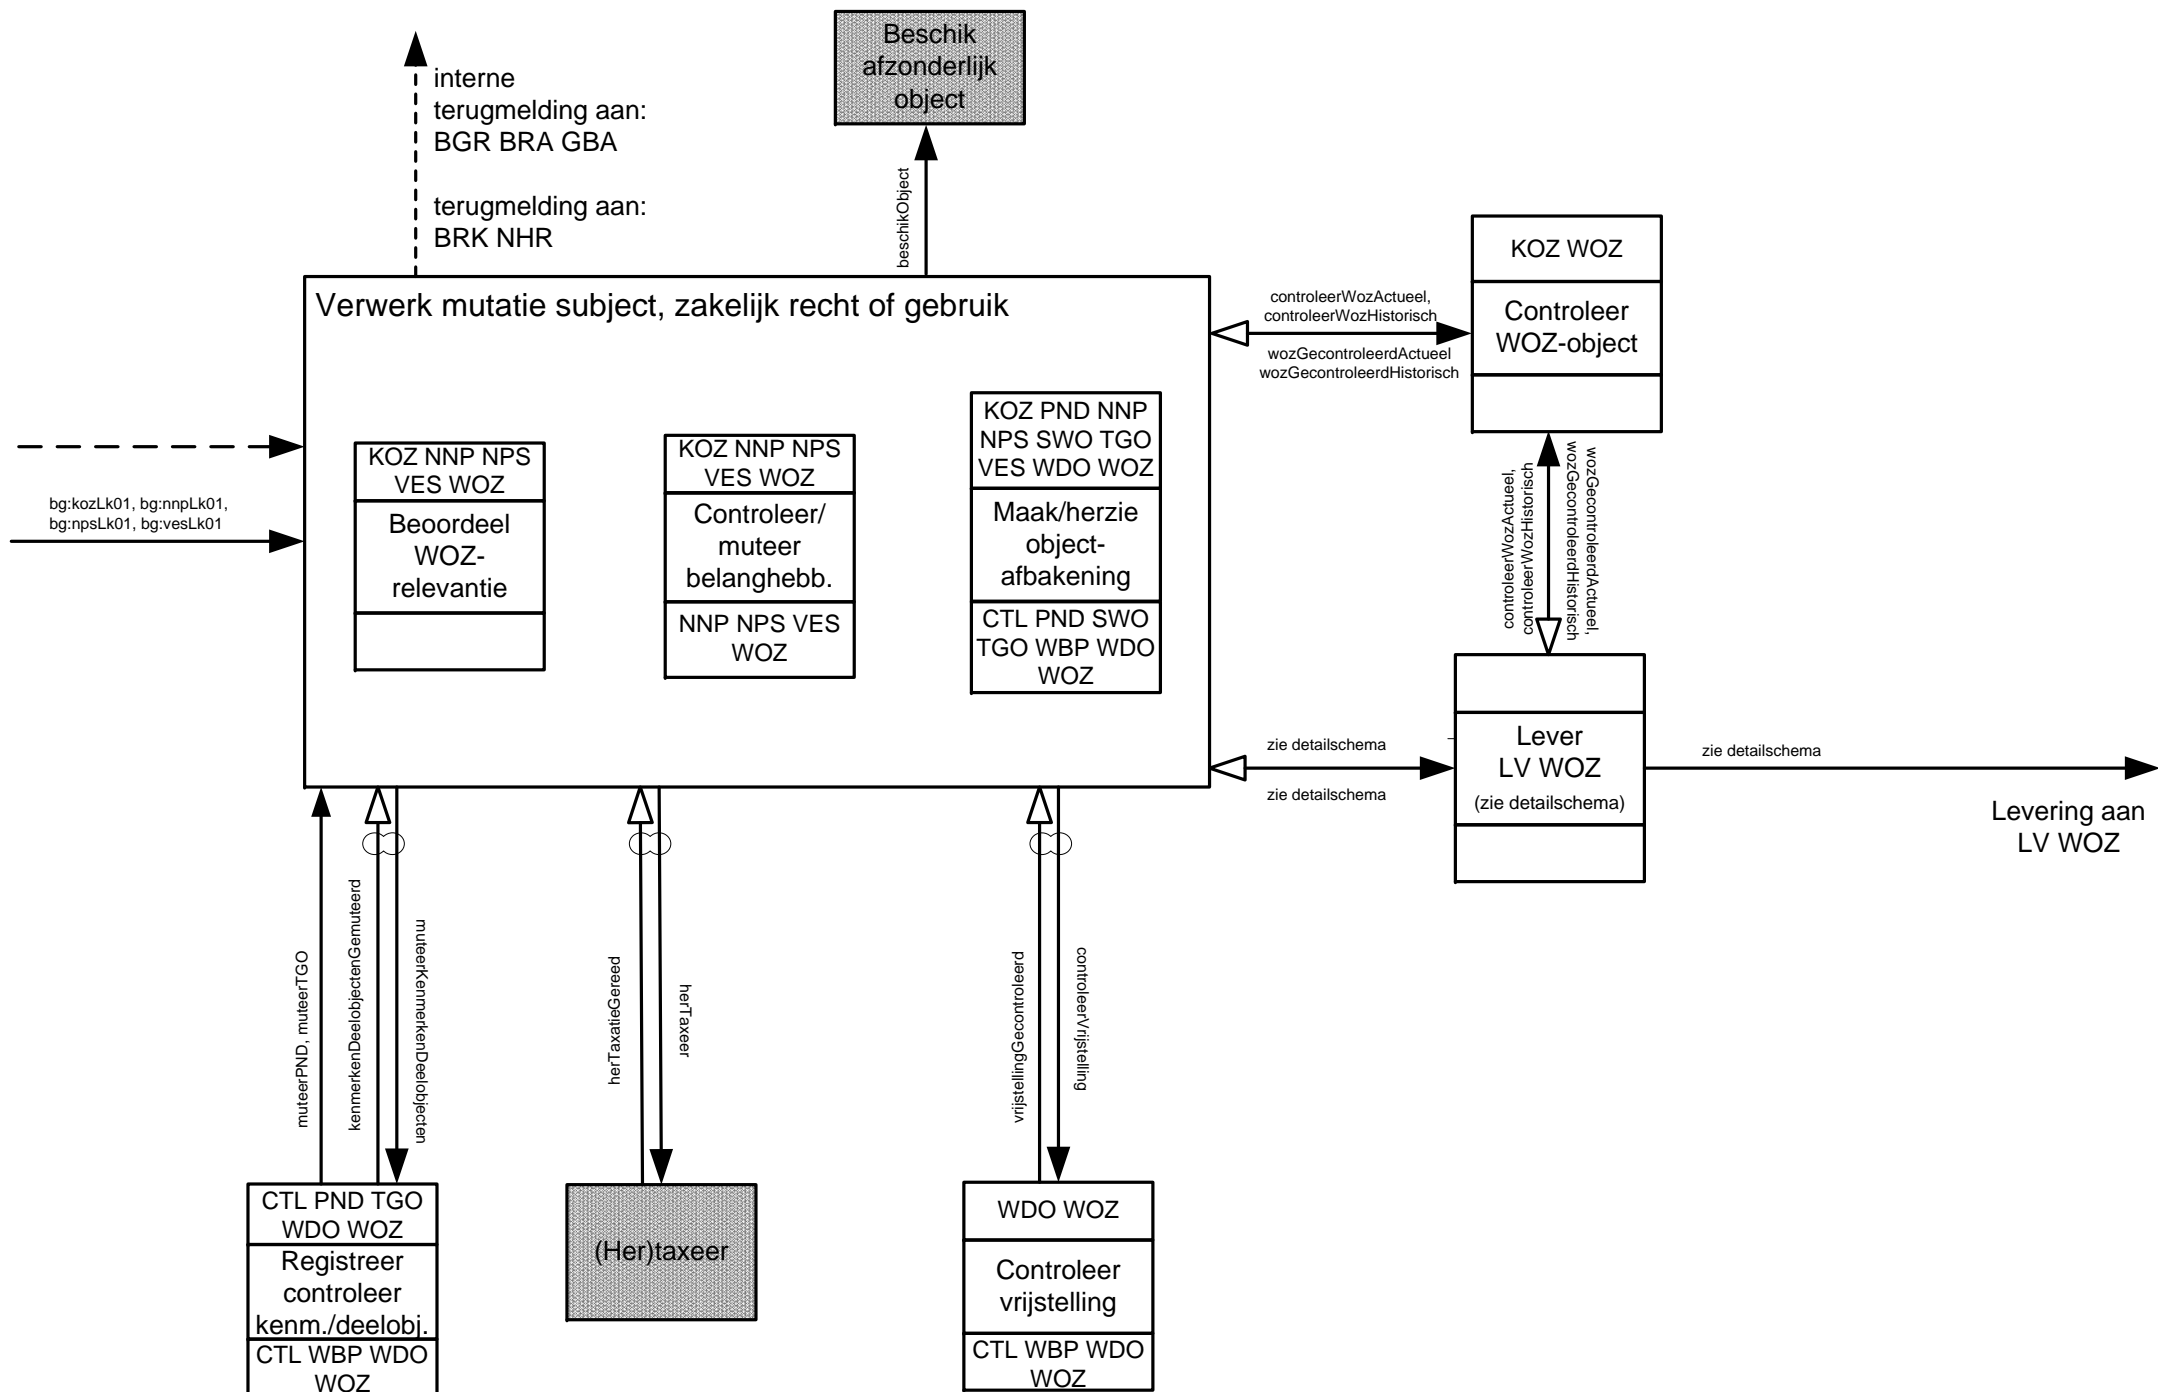 Beschik
afzonderlijk
object
interne
terugmelding aan:
BGR BRA GBA
terugmelding aan:
BRK NHR
beschikObject
KOZ WOZ
Controleer
WOZ-object
controleerWozActueel,
controleerWozHistorisch
wozGecontroleerdActueel
wozGecontroleerdHistorisch
Verwerk mutatie subject, zakelijk recht of gebruik
bg:kozLk01, bg:nnpLk01,
bg:npsLk01, bg:vesLk01
KOZ NNP NPS
VES WOZ
Beoordeel
WOZ-
relevantie
KOZ NNP NPS
VES WOZ
Controleer/
muteer
belanghebb.
NNP NPS VES
WOZ
KOZ PND NNP
NPS SWO TGO
VES WDO WOZ
Maak/herzie
object-
afbakening
CTL PND SWO
TGO WBP WDO
WOZ
controleerWozActueel,
controleerWozHistorisch
wozGecontroleerdActueel,
wozGecontroleerdHistorisch
zie detailschema
zie detailschema
Lever
LV WOZ
(zie detailschema)
zie detailschema
Levering aan
LV WOZ
muteerPND, muteerTGO
kenmerkenDeelobjectenGemuteerd
muteerKenmerkenDeelobjecten
herTaxatieGereed
herTaxeer
vrijstellingGecontroleerd
controleerVrijstelling
CTL PND TGO
WDO WOZ
Registreer
controleer
kenm./deelobj.
CTL WBP WDO
WOZ
(Her)taxeer
WDO WOZ
Controleer
vrijstelling
CTL WBP WDO
WOZ